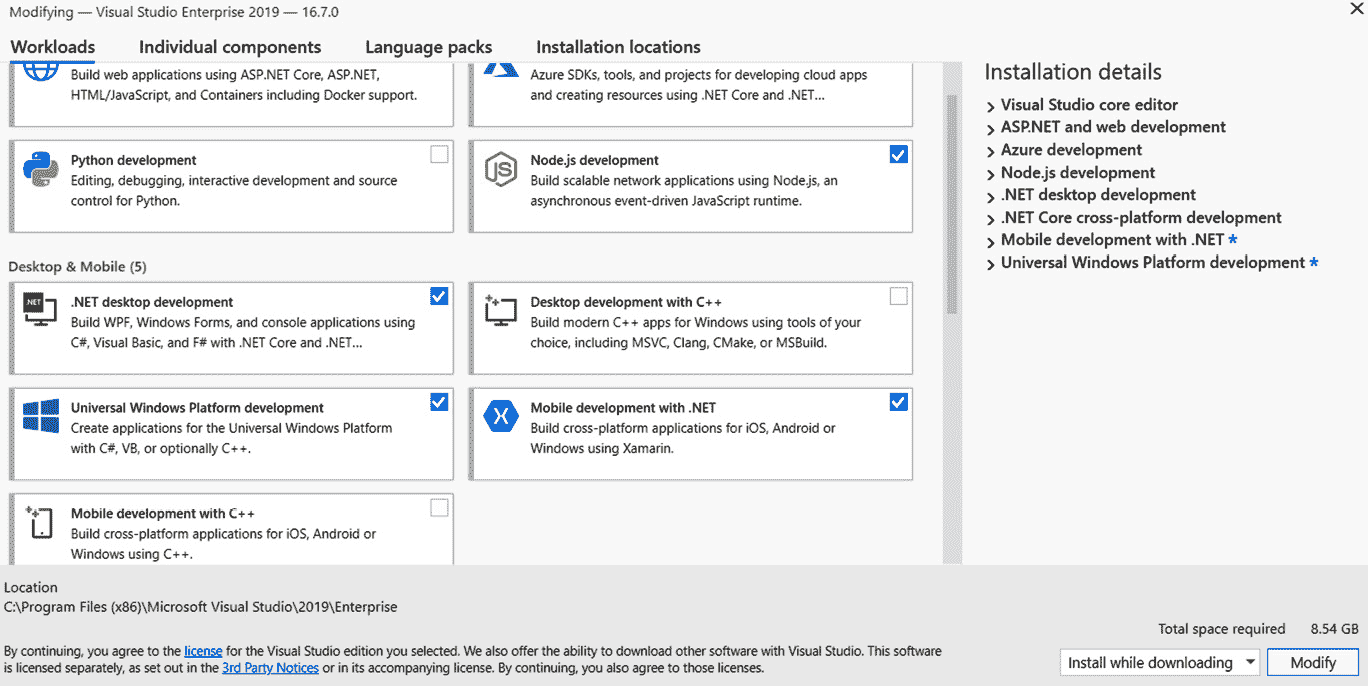 Modifying — Visual Studio Enterprise 2019 — 16.7.0
Workloads Individual components Language packs Installation locations
Build web applications using ASP.NET Core, ASP.NET,
HTML/JavaScript, and Containers including Docker support.
Azure SDKs, tools, and projects for developing cloud apps
and creating resources using .NET Core and .NET...
Python development
Editing, debugging, interactive development and source
control for Python.
Node.js development
Build scalable network applications using Node.js, an
asynchronous event-driven JavaScript runtime.
Desktop & Mobile (5)
.NET desktop development
Build WPF, Windows Forms, and console applications using
C#, Visual Basic, and F# with .NET Core and .NET...
Desktop development with C++
Build modern C++ apps for Windows using tools of your
choice, including MSVC, Clang, CMake, or MSBuild.
Universal Windows Platform development
Create applications for the Universal Windows Platform
with C#, VB, or optionally C++.
Mobile development with .NET
Build cross-platform applications for iOS, Android or
Windows using Xamarin.
Mobile development with C++
Build cross-platform applications for iOS, Android or
Windows using C++.
Installation details
Visual Studio core editor
ASP.NET and web development
Azure development
Node.js development
.NET desktop development
.NET Core cross-platform development
Mobile development with .NET *
Universal Windows Platform development *
Location
C:\Program Files (x86)\Microsoft Visual Studio\2019\Enterprise
Total space required 8.54 GB
By continuing, you agree to the license for the Visual Studio edition you selected. We also offer the ability to download other software with Visual Studio. This software
is licensed separately, as set out in the 3rd Party Notices or in its accompanying license. By continuing, you also agree to those licenses.
Install while downloading Modify